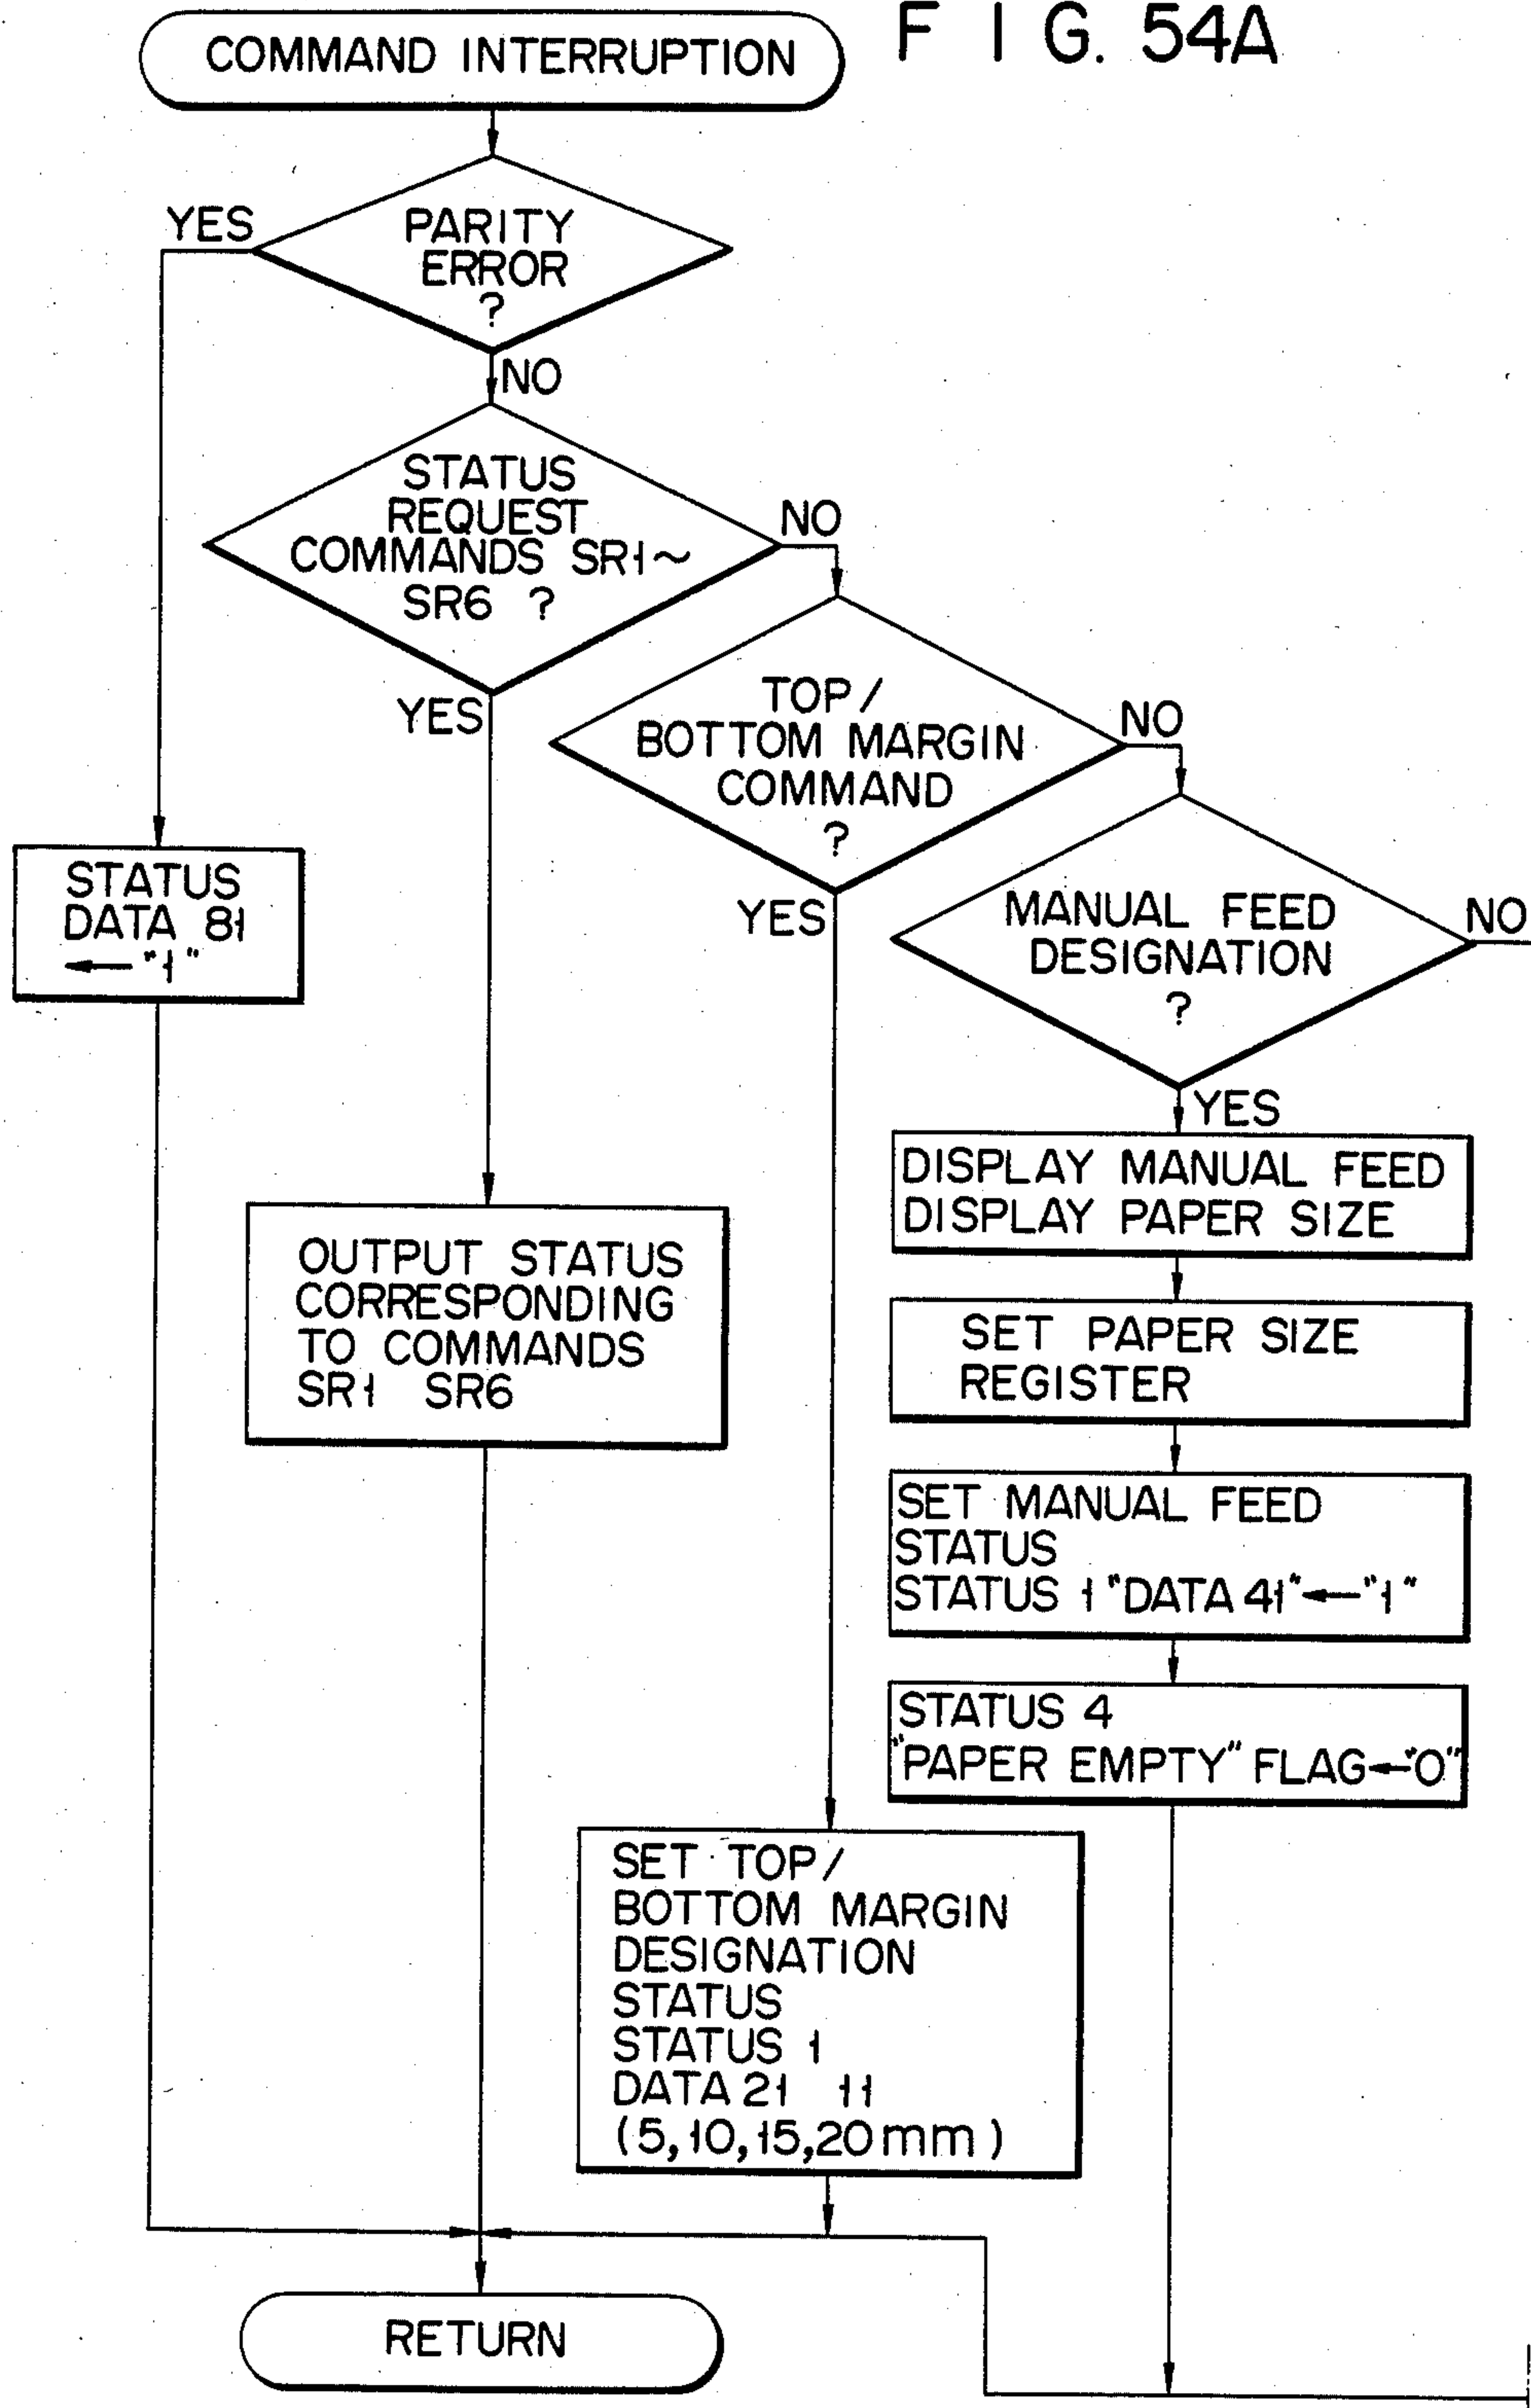 F I G. 54A
COMMAND INTERRUPTION
YES
PARITY
ERROR
?
NO
STATUS
REQUEST
COMMANDS SR1~
SR6 ?
NO
YES
TOP/
BOTTOM MARGIN
COMMAND
?
NO
YES
MANUAL FEED
DESIGNATION
?
NO
YES
STATUS
DATA 81
← "1"
OUTPUT STATUS
CORRESPONDING
TO COMMANDS
SR1 SR6
DISPLAY MANUAL FEED
DISPLAY PAPER SIZE
SET PAPER SIZE
REGISTER
SET MANUAL FEED
STATUS
STATUS 1 "DATA 41" ← "1"
STATUS 4
"PAPER EMPTY" FLAG ← "0"
SET TOP/
BOTTOM MARGIN
DESIGNATION
STATUS
STATUS 1
DATA 21 11
(5,10,15,20mm)
RETURN